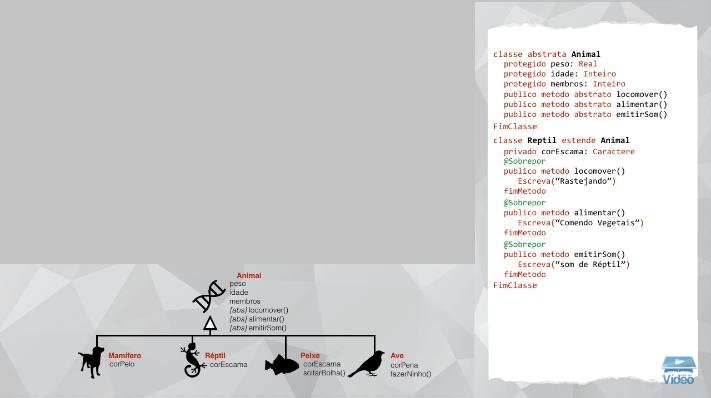 classe abstrata Animal
protegido peso: Real
protegido idade: Inteiro
protegido membros: Inteiro
publico metodo abstrato locomover()
publico metodo abstrato alimentar()
publico metodo abstrato emitirSom()
FimClasse
classe Reptil estende Animal
privado corEscama: Caractere
@Sobrepor
publico metodo locomover()
Escreva(“Rastejando”)
fimMetodo
@Sobrepor
publico metodo alimentar()
Escreva(“Comendo Vegetais”)
fimMetodo
@Sobrepor
publico metodo emitirSom()
Escreva(“som de Réptil”)
fimMetodo
FimClasse
Animal
peso
idade
membros
[abs] locomover()
[abs] alimentar()
[abs] emitirSom()
Mamífero
corPelo
Réptil
corEscama
Peixe
corEscama
soltarBolha()
Ave
corPena
fazerNinho()
Vídeo